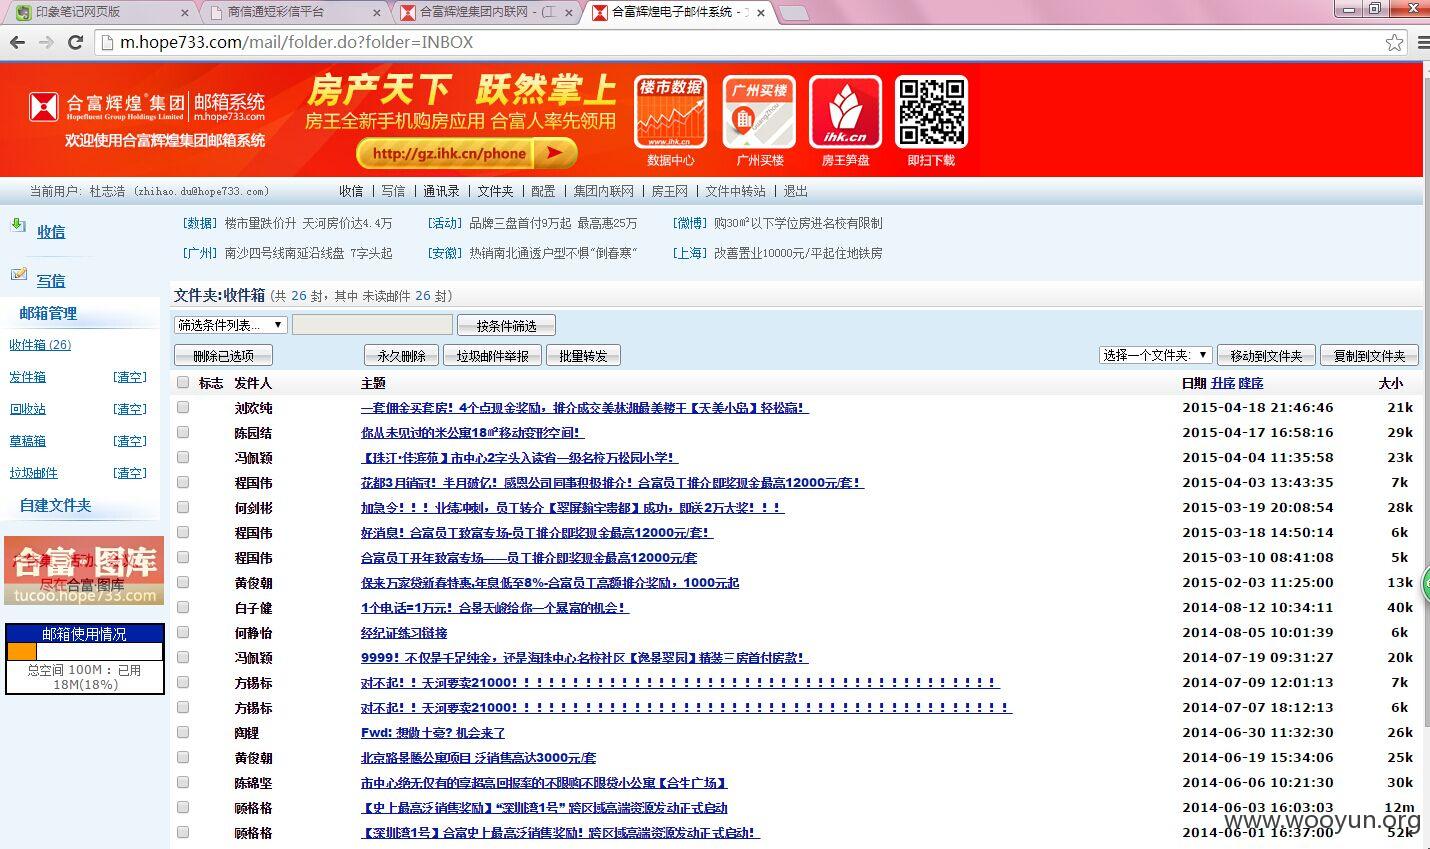 印象笔记网页版
商信通短彩信平台
合富辉煌集团内联网 - (工
合富辉煌电子邮件系统 -
m.hope733.com/mail/folder.do?folder=INBOX
合富辉煌®集团 邮箱系统
Hopefluent Group Holdings Limited m.hope733.com
欢迎使用合富辉煌集团邮箱系统
房产天下 跃然掌上
房王全新手机购房应用 合富人率先领用
http://gz.ihk.cn/phone
楼市数据
www.ihk.cn
数据中心
广州买楼
Guangzhou
广州买楼
ihk.cn
房王笋盘
即扫下载
当前用户: 杜志浩 (zhihao.du@hope733.com)
收信 | 写信 | 通讯录 | 文件夹 | 配置 | 集团内联网 | 房王网 | 文件中转站 | 退出
[数据] 楼市量跌价升 天河房价达4.4万 [活动] 品牌三盘首付9万起 最高惠25万 [微博] 购30㎡以下学位房进名校有限制
[广州] 南沙四号线南延沿线盘 7字头起 [安徽] 热销南北通透户型不惧“倒春寒” [上海] 改善置业10000元/平起住地铁房
收信
写信
邮箱管理
收件箱 (26)
发件箱 [清空]
回收站 [清空]
草稿箱 [清空]
垃圾邮件 [清空]
自建文件夹
合富 图库
尽在合富·图库
tucoo.hope733.com
邮箱使用情况
总空间 100M : 已用
18M(18%)
文件夹:收件箱 (共 26 封，其中 未读邮件 26 封)
筛选条件列表... 按条件筛选
删除已选项 永久删除 垃圾邮件举报 批量转发 选择一个文件夹: 移动到文件夹 复制到文件夹
标志 发件人 主题 日期 升序 降序 大小
刘欢纯 一套佣金买套房！4个点现金奖励，推介成交美林湖最美楼王【天美小岛】轻松赢！ 2015-04-18 21:46:46 21k
陈园结 你从未见过的米公寓18㎡移动变形空间！ 2015-04-17 16:58:16 29k
冯佩颖 【珠江·佳滨苑】市中心2字头入读省一级名校万松园小学！ 2015-04-04 11:35:58 23k
程国伟 花都3月销冠！半月破亿！感恩公司同事积极推介！合富员工推介即奖现金最高12000元/套！ 2015-04-03 13:43:35 7k
何剑彬 加急令！！！业绩冲刺，员工转介【翠屏翰宇贵都】成功，即送2万大奖！！！ 2015-03-19 20:08:54 28k
程国伟 好消息！合富员工致富专场-员工推介即奖现金最高12000元/套！ 2015-03-18 14:50:14 6k
程国伟 合富员工开年致富专场——员工推介即奖现金最高12000元/套 2015-03-10 08:41:08 5k
黄俊朝 保来万家袋新春特惠,年息低至8%-合富员工高额推介奖励，1000元起 2015-02-03 11:25:00 13k
白子健 1个电话=1万元！合景天峻给你一个暴富的机会！ 2014-08-12 10:34:11 40k
何静怡 经纪证练习链接 2014-08-05 10:01:39 6k
冯佩颖 9999！不仅是千足纯金，还是海珠中心名校社区【逸景翠园】精装三房首付房款！ 2014-07-19 09:31:27 20k
方锡标 对不起！！天河要卖21000！！！！！！！！！！！！！！！！！！！！！！！！！！！！！！！！！！！！！！！！ 2014-07-09 12:01:13 7k
方锡标 对不起！！天河要卖21000！！！！！！！！！！！！！！！！！！！！！！！！！！！！！！！！！！！！！！！！！ 2014-07-07 18:12:13 6k
陶铿 Fwd: 想做土豪? 机会来了 2014-06-30 11:32:30 26k
黄俊朝 北京路景腾公寓项目 泛销售高达3000元/套 2014-06-19 15:34:06 25k
陈锦坚 市中心绝无仅有的享超高回报率的不限购不限贷小公寓【合生广场】 2014-06-06 10:21:30 30k
顾格格 【史上最高泛销售奖励】“深圳湾1号” 跨区域高端资源发动正式启动 2014-06-03 16:03:03 12m
顾格格 【深圳湾1号】合富史上最高泛销售奖励！跨区域高端资源发动正式启动！ 2014-06-01 16:37:00 52k
www.wooyun.org